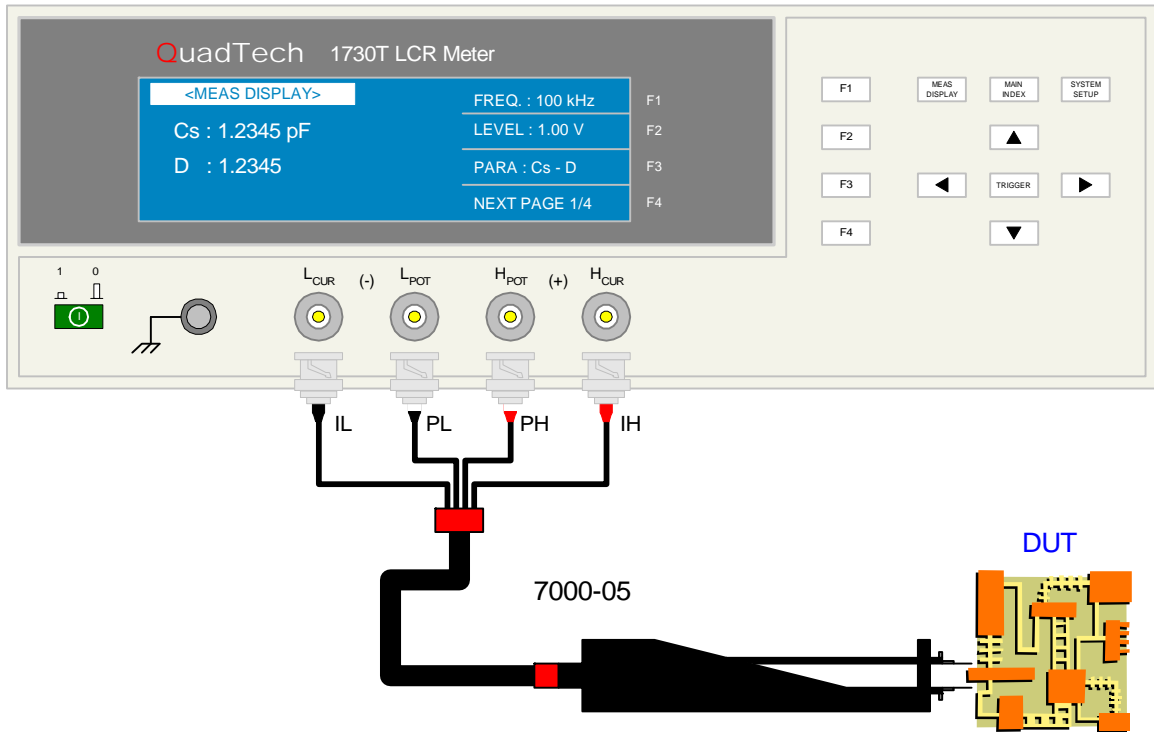 QuadTech 1730T LCR Meter
<MEAS DISPLAY>
Cs : 1.2345 pF
D : 1.2345
FREQ. : 100 kHz F1
LEVEL : 1.00 V F2
PARA : Cs - D F3
NEXT PAGE 1/4 F4
F1
MEAS
DISPLAY
MAIN
INDEX
SYSTEM
SETUP
F2
F3
TRIGGER
F4
1 0
LCUR (-) LPOT HPOT (+) HCUR
IL PL PH IH
DUT
7000-05